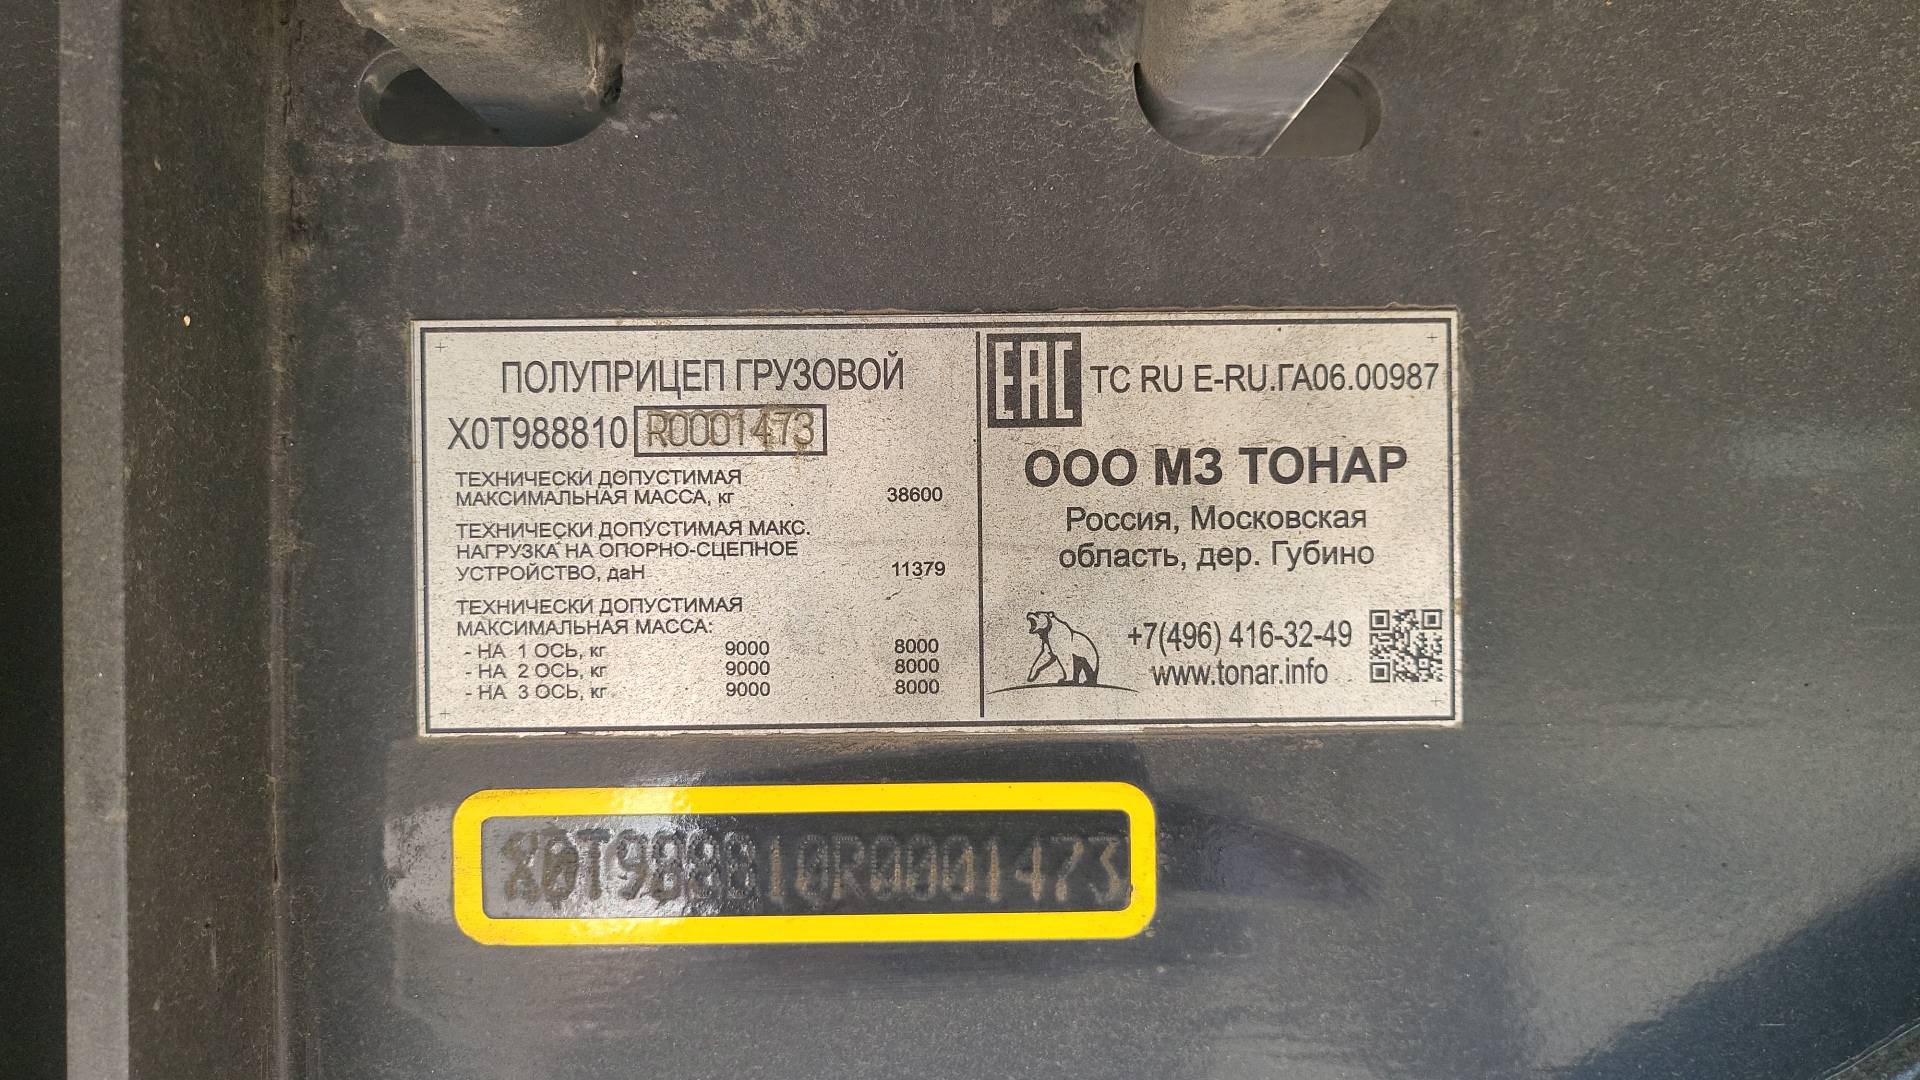 ПОЛУПРИЦЕП ГРУЗОВОЙ
X0T988810 R0001473
ТЕХНИЧЕСКИ ДОПУСТИМАЯ
МАКСИМАЛЬНАЯ МАССА, кг 38600
ТЕХНИЧЕСКИ ДОПУСТИМАЯ МАКС.
НАГРУЗКА НА ОПОРНО-СЦЕПНОЕ
УСТРОЙСТВО, даН 11379
ТЕХНИЧЕСКИ ДОПУСТИМАЯ
МАКСИМАЛЬНАЯ МАССА:
- НА 1 ОСЬ, кг 9000 8000
- НА 2 ОСЬ, кг 9000 8000
- НА 3 ОСЬ, кг 9000 8000
EAC TC RU E-RU.ГА06.00987
ООО МЗ ТОНАР
Россия, Московская
область, дер. Губино
+7(496) 416-32-49
www.tonar.info
X0T988810R0001473